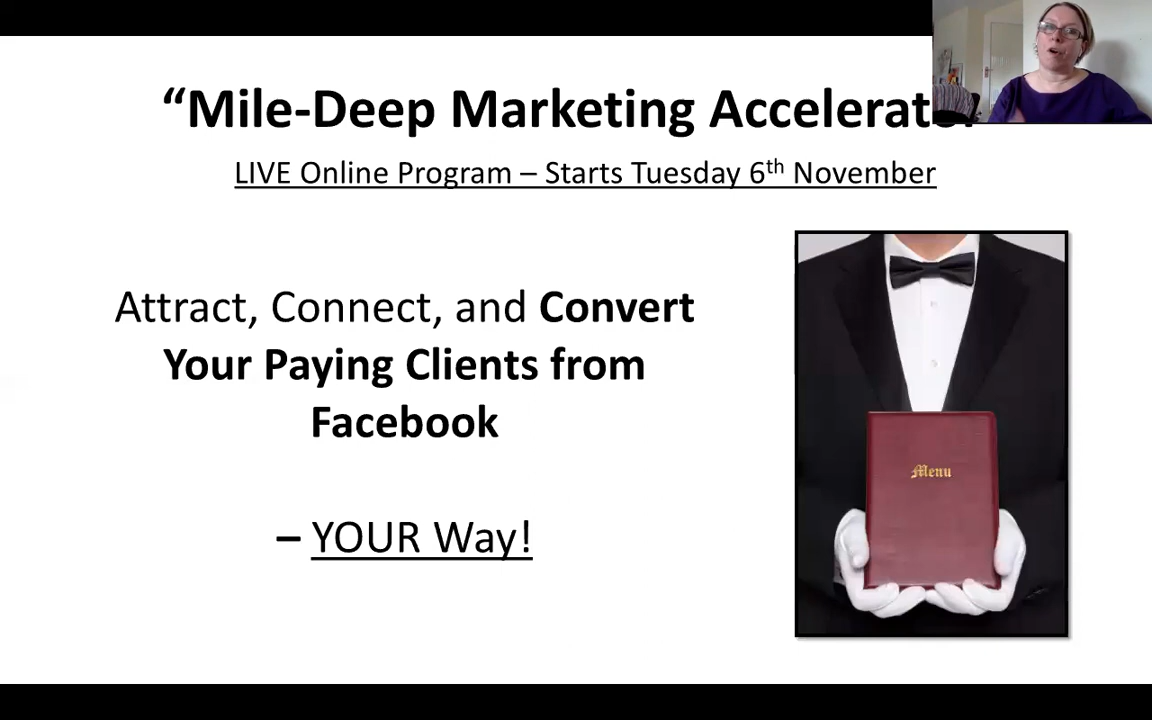 “Mile-Deep Marketing Accelerator
LIVE Online Program – Starts Tuesday 6th November
Attract, Connect, and Convert
Your Paying Clients from
Facebook
– YOUR Way!
Menu